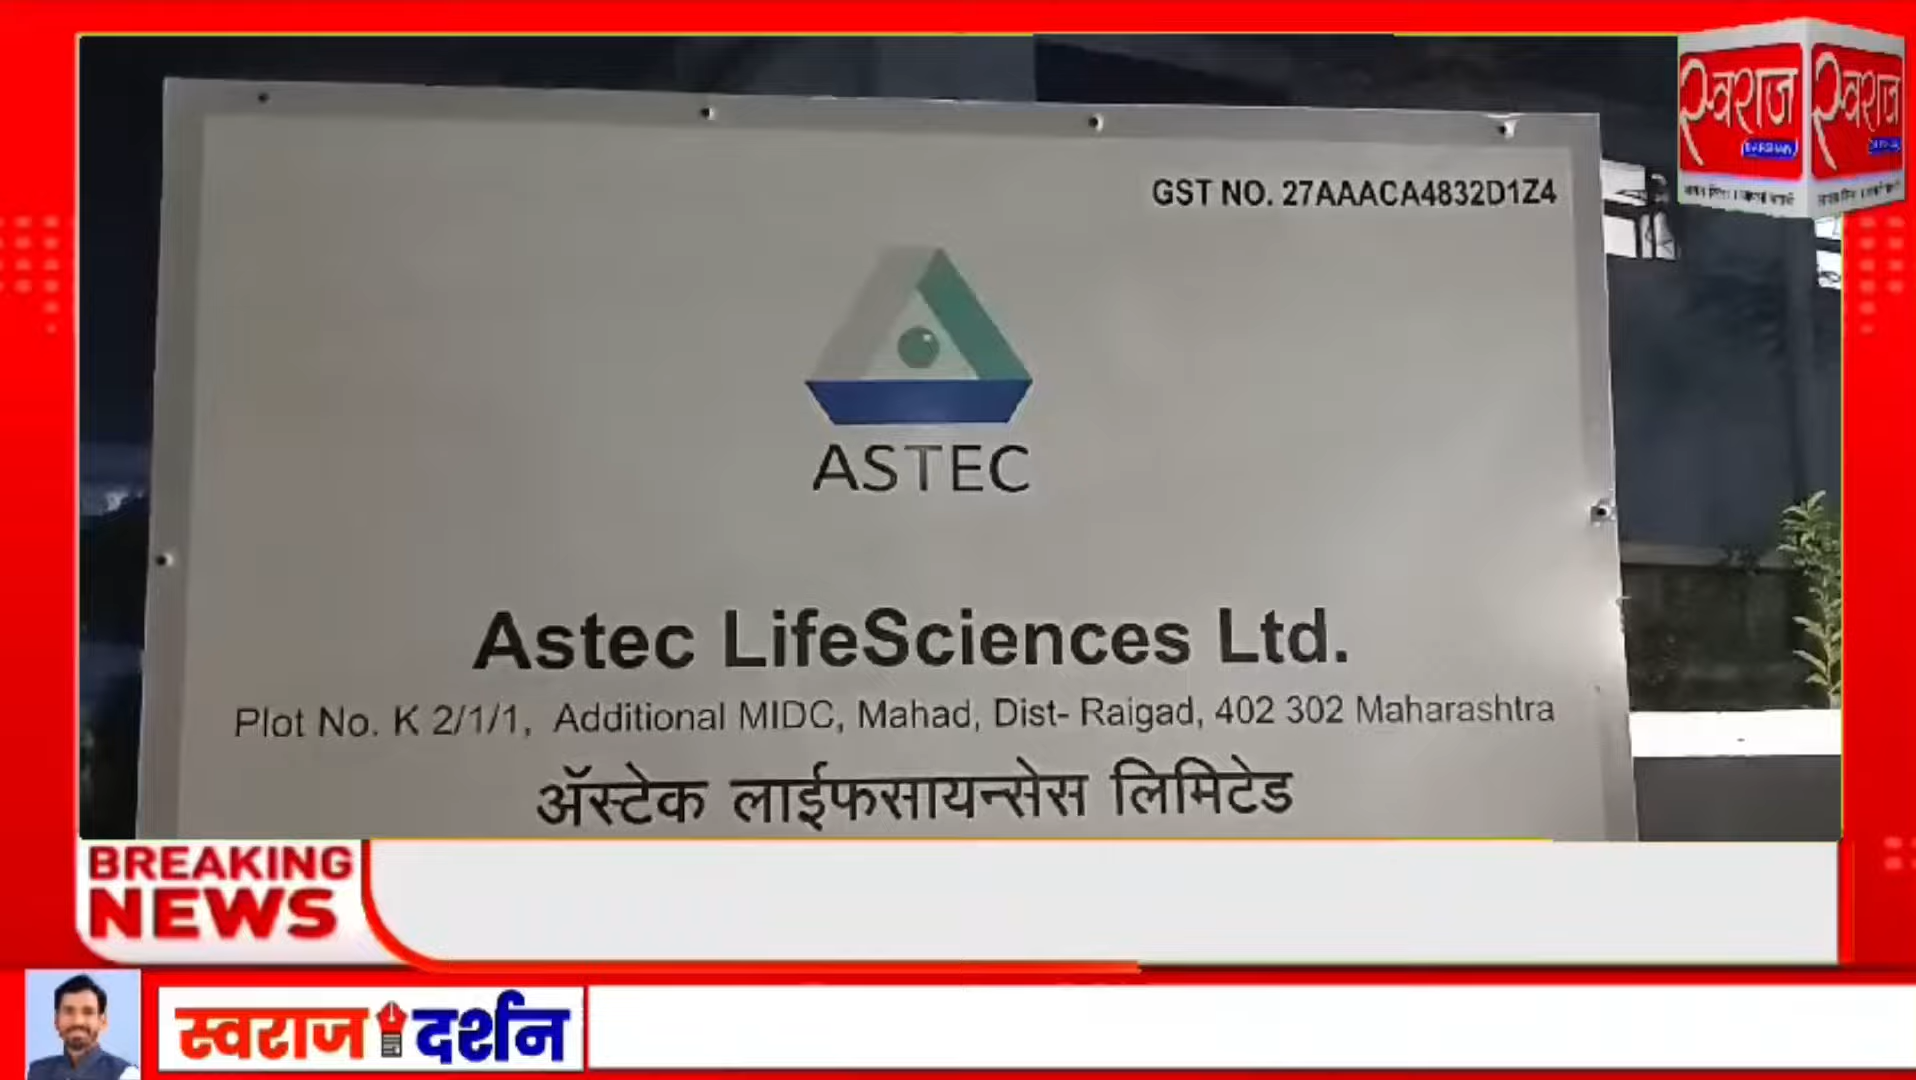 स्वराज स्वराज
DARSHAN
GST NO. 27AAACA4832D1Z4
ASTEC
Astec LifeSciences Ltd.
Plot No. K 2/1/1, Additional MIDC, Mahad, Dist- Raigad, 402 302 Maharashtra
ॲस्टेक लाईफसायन्सेस लिमिटेड
BREAKING
NEWS
स्वराज दर्शन